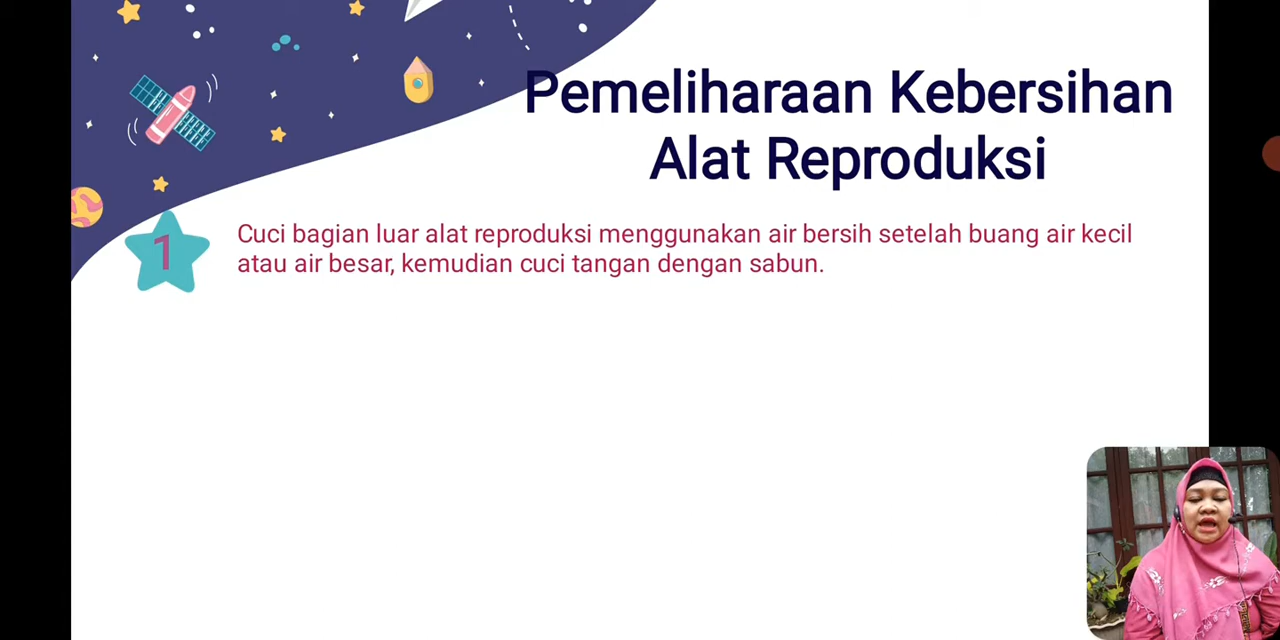 Pemeliharaan Kebersihan
Alat Reproduksi
1
Cuci bagian luar alat reproduksi menggunakan air bersih setelah buang air kecil
atau air besar, kemudian cuci tangan dengan sabun.